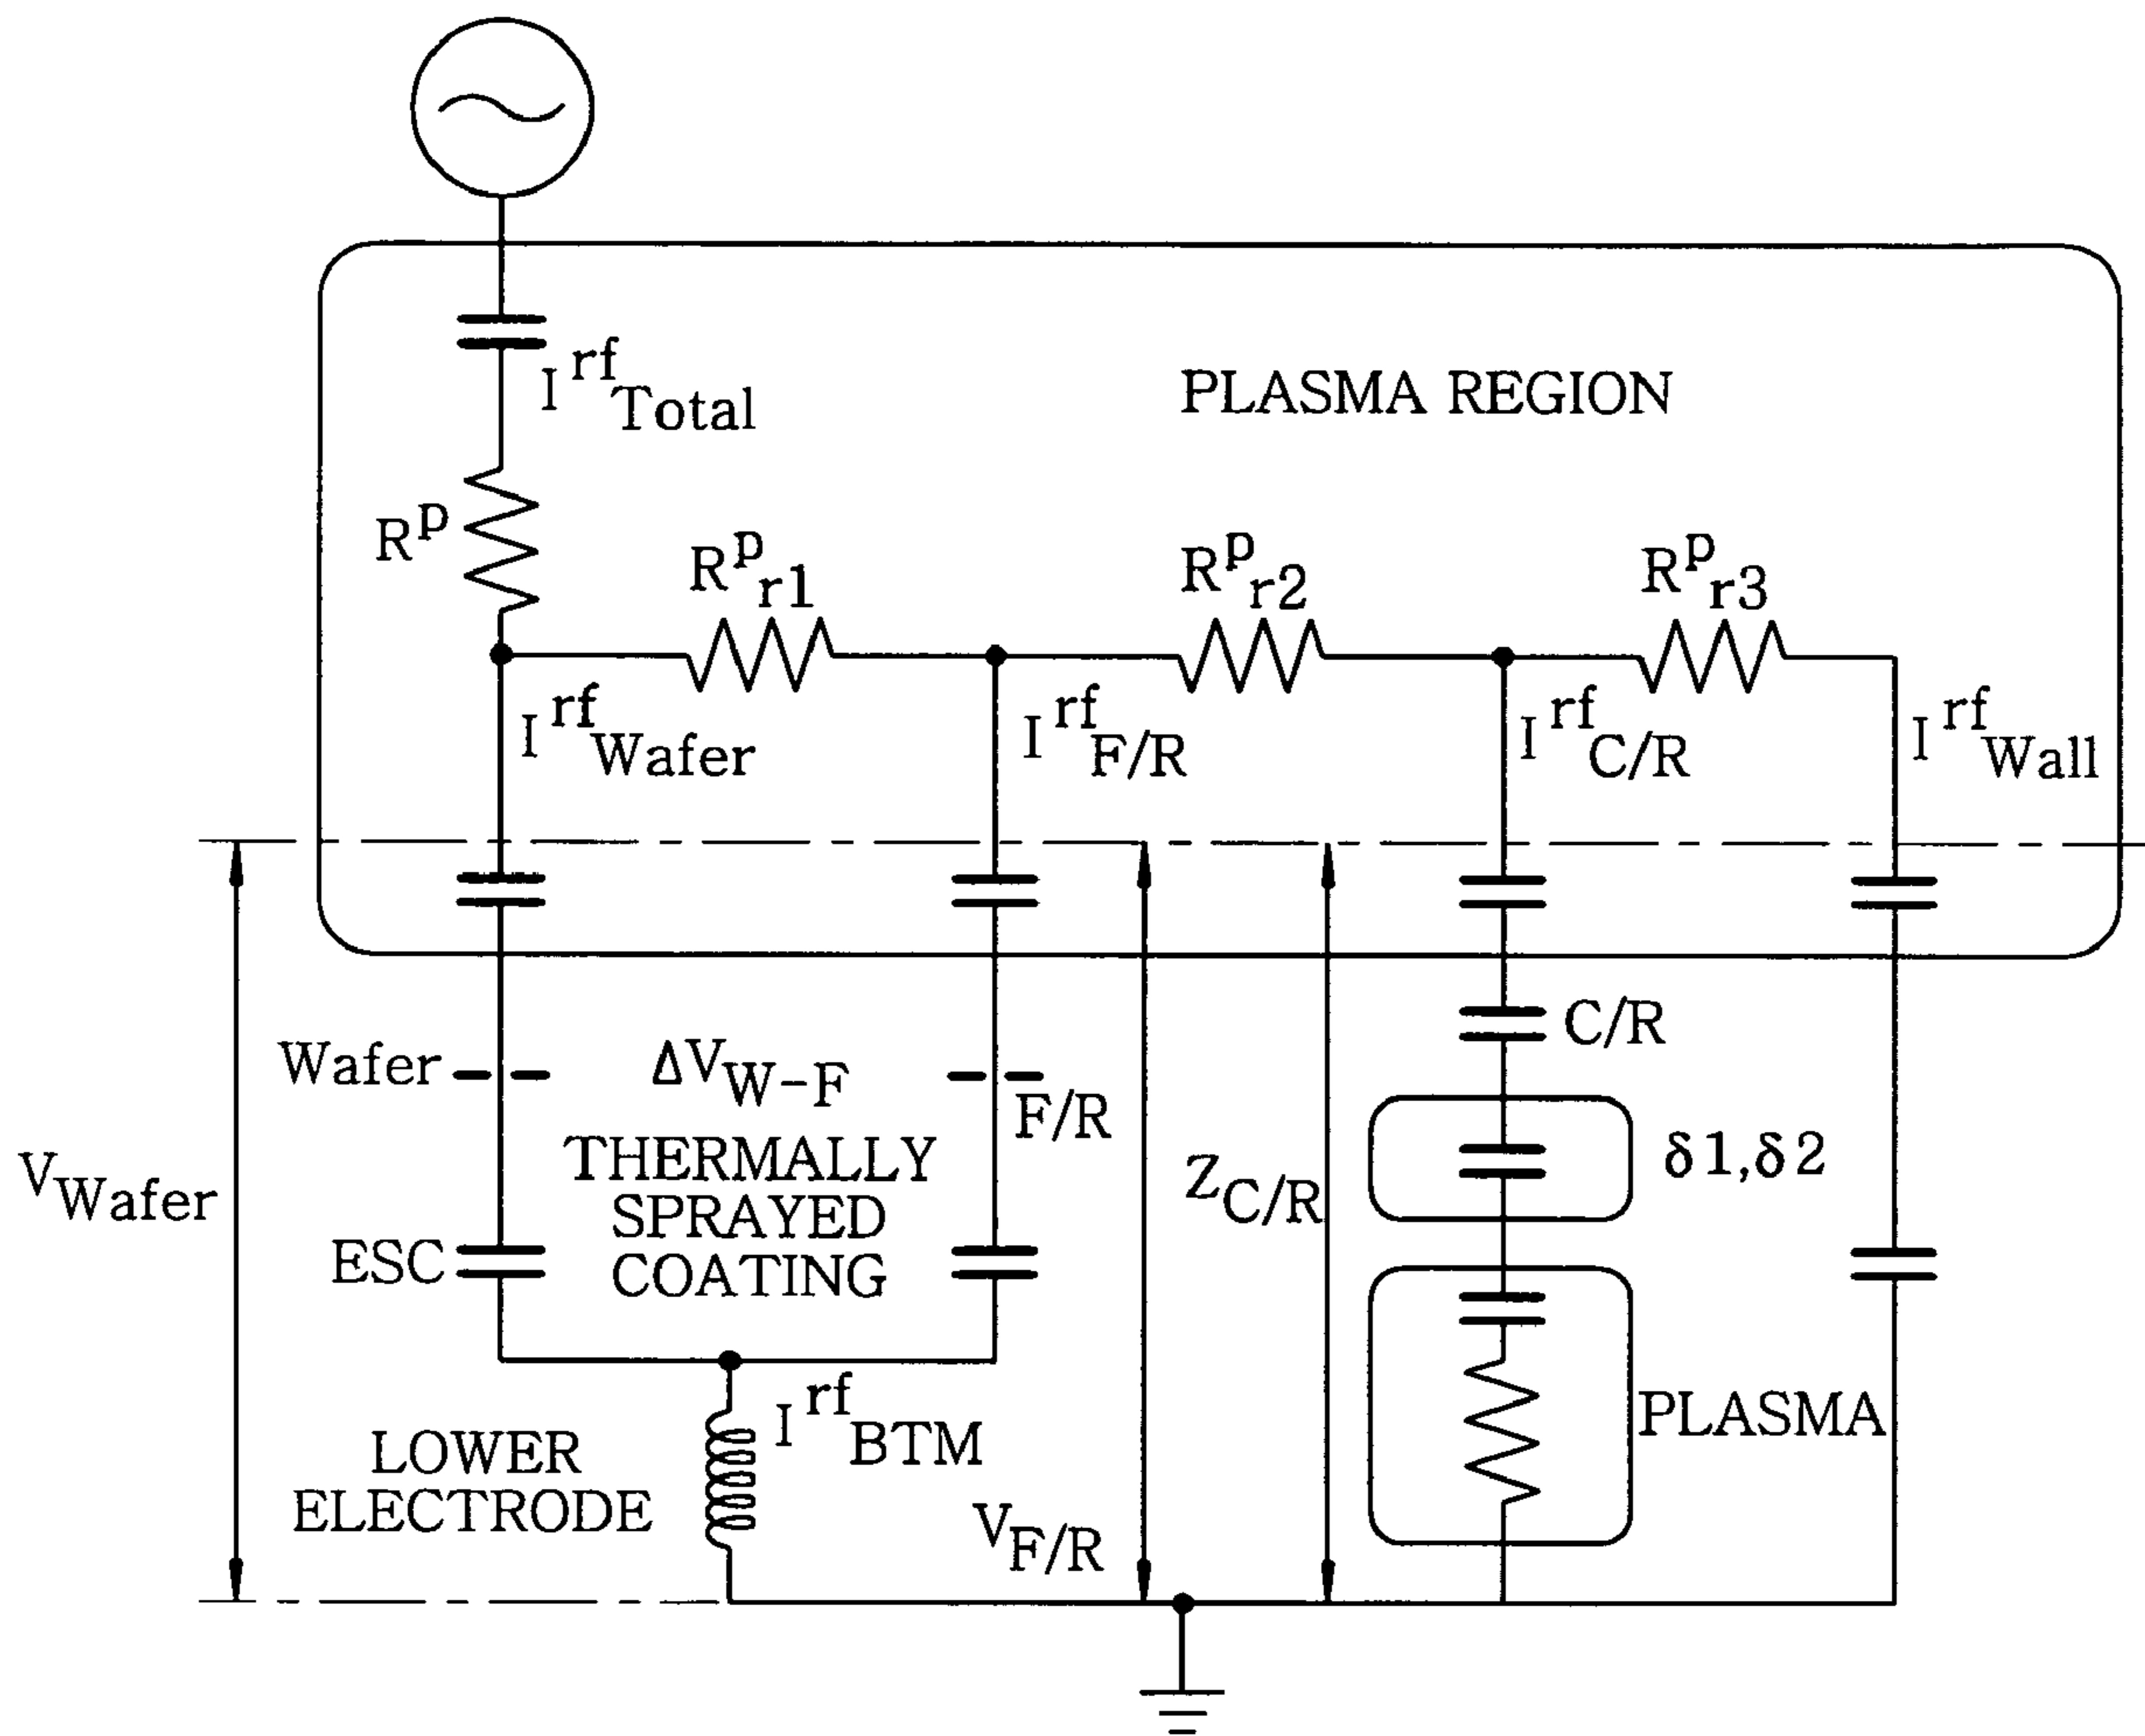 I rf Total
PLASMA REGION
R p
R p r1
R p r2
R p r3
I rf Wafer
I rf F/R
I rf C/R
I rf Wall
C/R
Wafer
ΔV W-F
F/R
THERMALLY
SPRAYED
COATING
δ1,δ2
V Wafer
Z C/R
ESC
I rf BTM
PLASMA
LOWER
ELECTRODE
V F/R